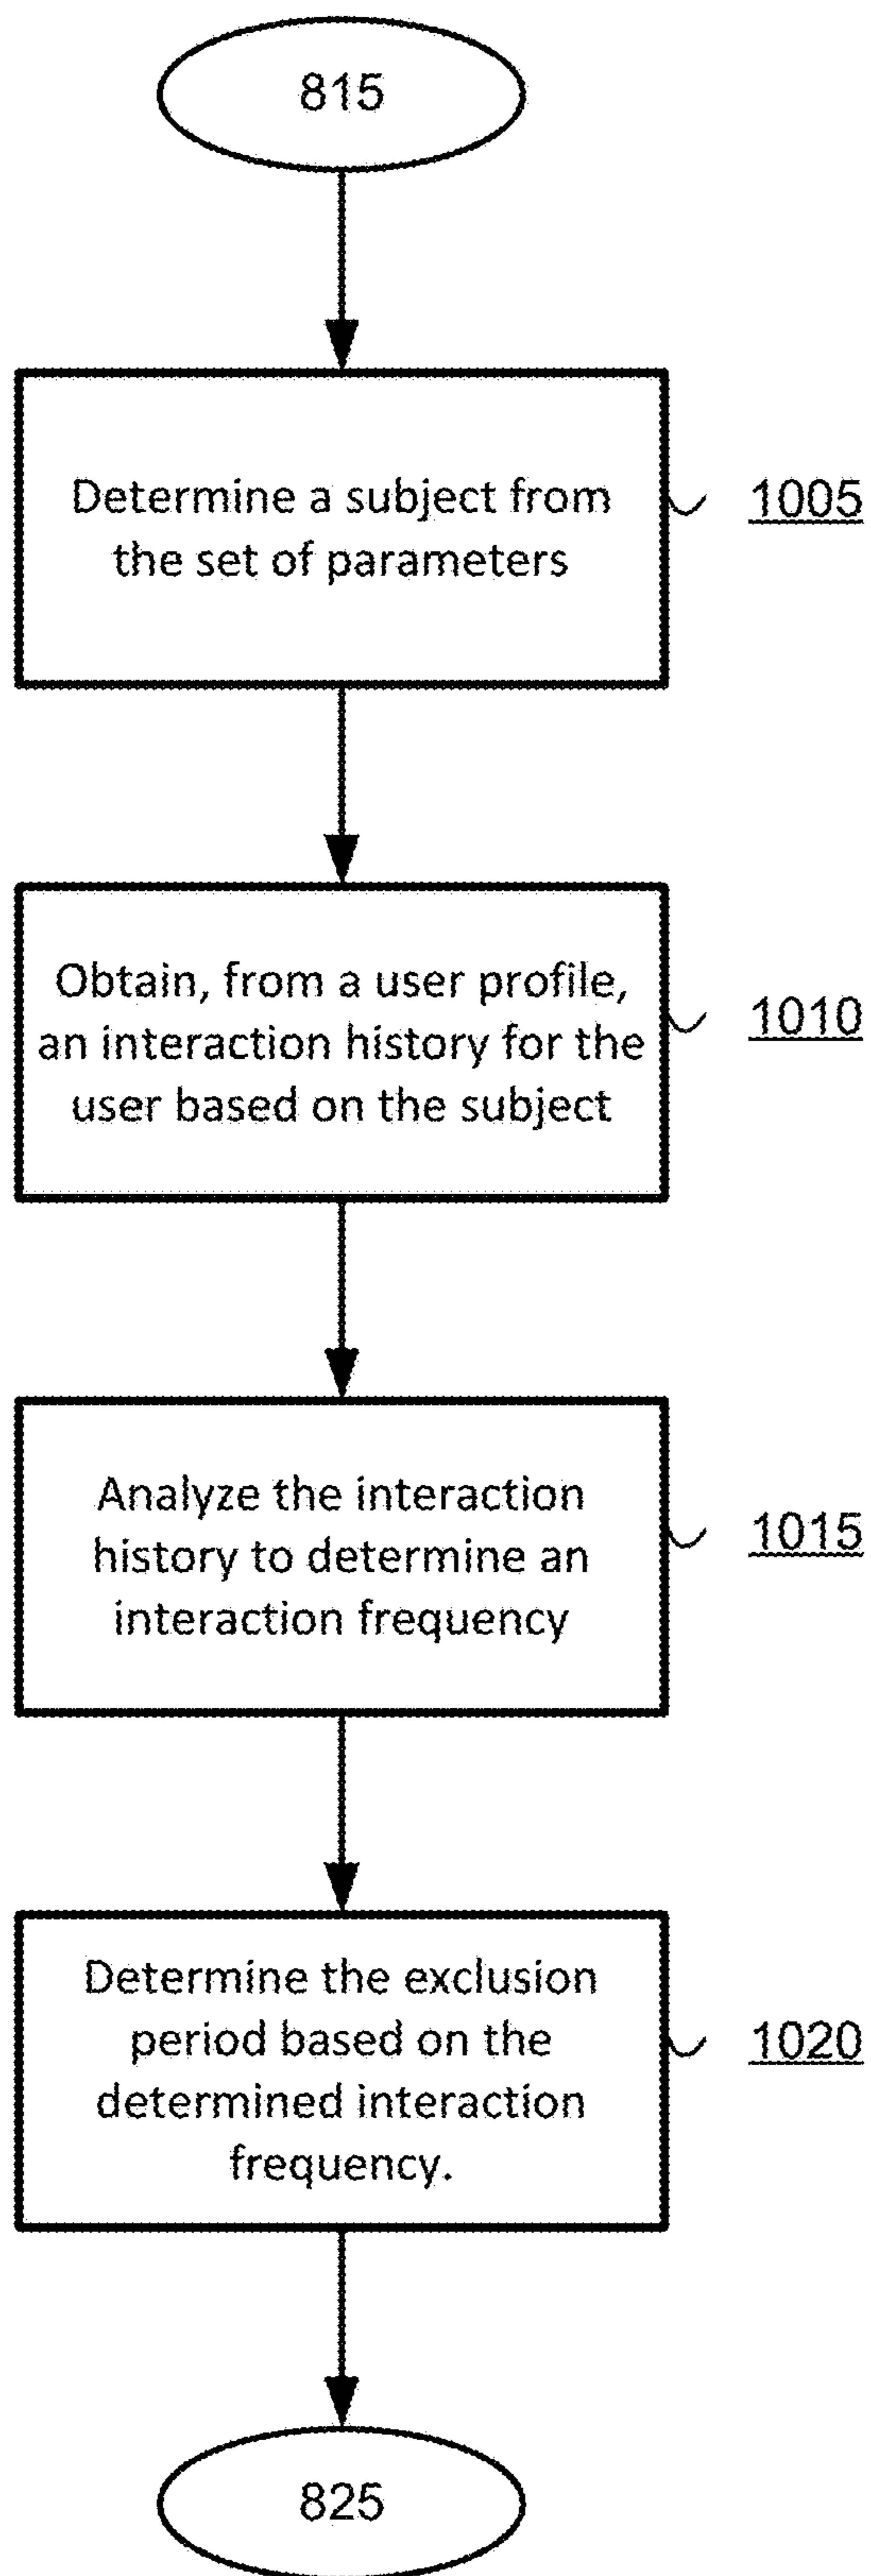 815
Determine a subject from
the set of parameters
1005
Obtain, from a user profile,
an interaction history for the
user based on the subject
1010
Analyze the interaction
history to determine an
interaction frequency
1015
Determine the exclusion
period based on the
determined interaction
frequency.
1020
825